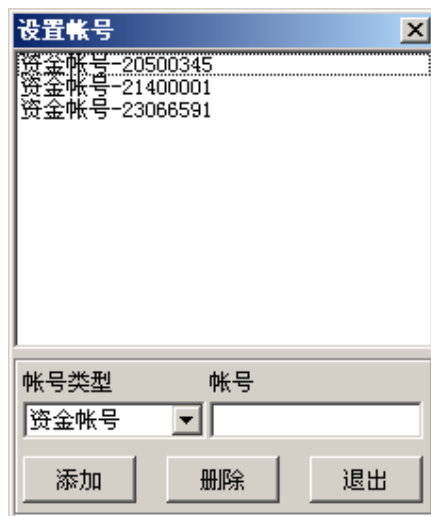 设置帐号
资金帐号-20500345
资金帐号-21400001
资金帐号-23066591
帐号类型 帐号
资金帐号
添加 删除 退出